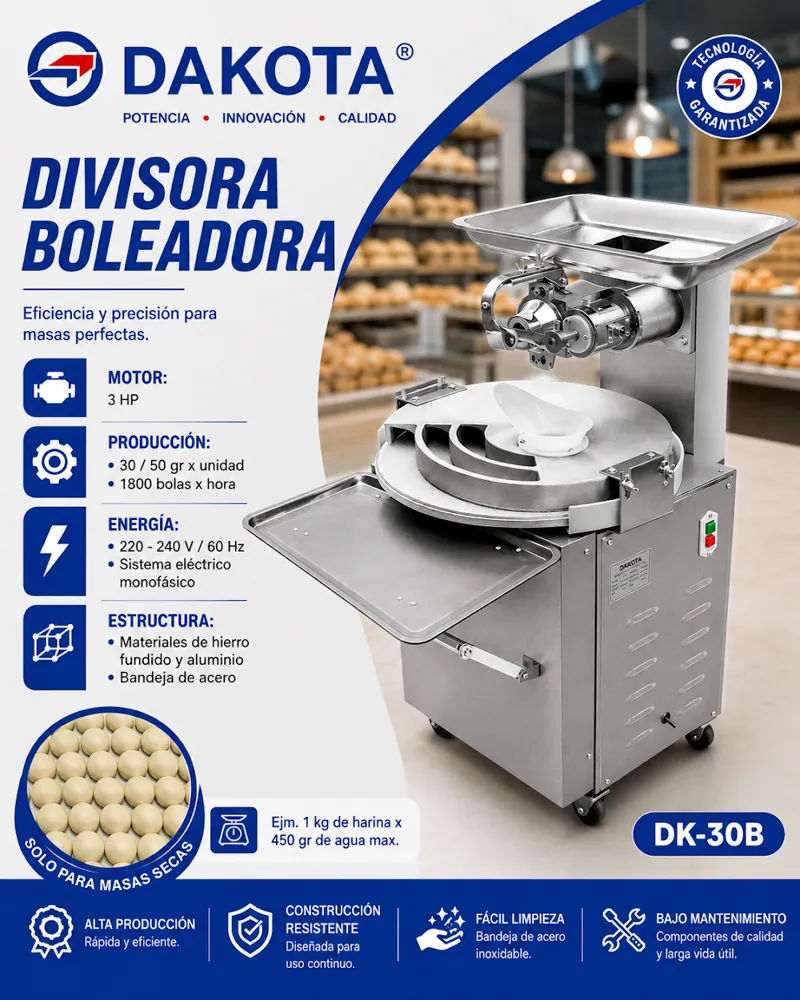 DAKOTA®
POTENCIA • INNOVACIÓN • CALIDAD
TECNOLOGÍA
GARANTIZADA
DIVISORA
BOLEADORA
Eficiencia y precisión para
masas perfectas.
MOTOR:
3 HP
PRODUCCIÓN:
• 30 / 50 gr x unidad
• 1800 bolas x hora
ENERGÍA:
• 220 - 240 V / 60 Hz
• Sistema eléctrico
monofásico
ESTRUCTURA:
• Materiales de hierro
fundido y aluminio
• Bandeja de acero
DAKOTA
SOLO PARA MASAS SECAS
Ejm. 1 kg de harina x
450 gr de agua max.
DK-30B
ALTA PRODUCCIÓN
Rápida y eficiente.
CONSTRUCCIÓN
RESISTENTE
Diseñada para
uso continuo.
FÁCIL LIMPIEZA
Bandeja de acero
inoxidable.
BAJO MANTENIMIENTO
Componentes de calidad
y larga vida útil.